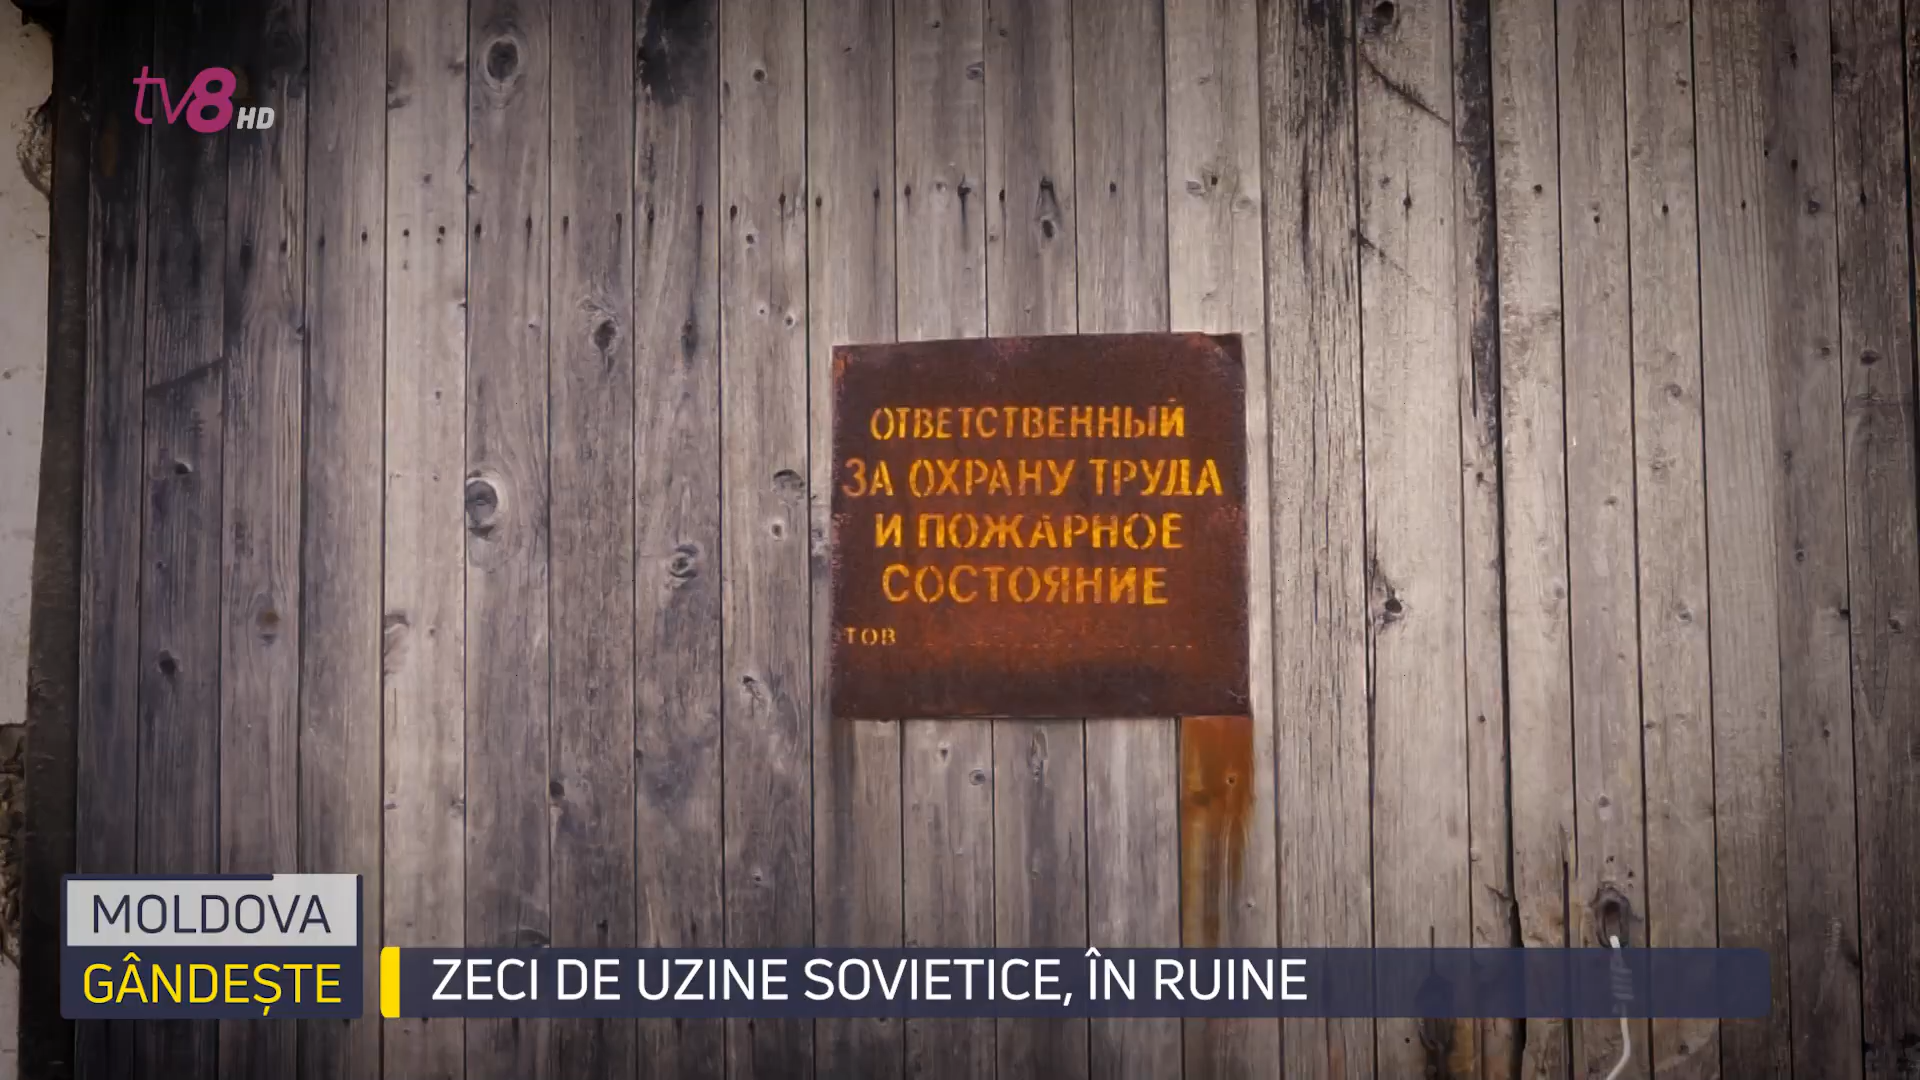 tv8 HD
ОТВЕТСТВЕННЫЙ
ЗА ОХРАНУ ТРУДА
И ПОЖАРНОЕ
СОСТОЯНИЕ
ТОВ
MOLDOVA
GÂNDEȘTE
ZECI DE UZINE SOVIETICE, ÎN RUINE